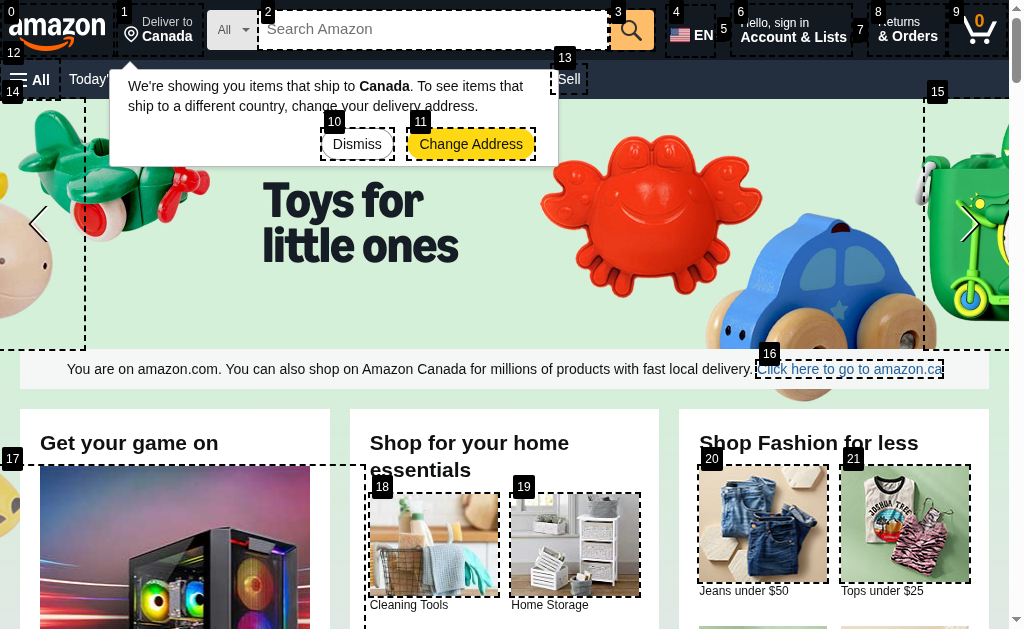 0
1
2
3
4
5
6
7
8
9
amazon
Deliver to
Canada
All
Search Amazon
EN
Hello, sign in
Account & Lists
Returns
& Orders
0
12
13
All
Today'
Sell
14
15
We're showing you items that ship to Canada. To see items that
ship to a different country, change your delivery address.
10
11
Dismiss
Change Address
Toys for
little ones
16
You are on amazon.com. You can also shop on Amazon Canada for millions of products with fast local delivery. Click here to go to amazon.ca
17
Get your game on
Shop for your home
essentials
18
19
Cleaning Tools
Home Storage
Shop Fashion for less
20
21
JOSHUA TREE
Jeans under $50
Tops under $25